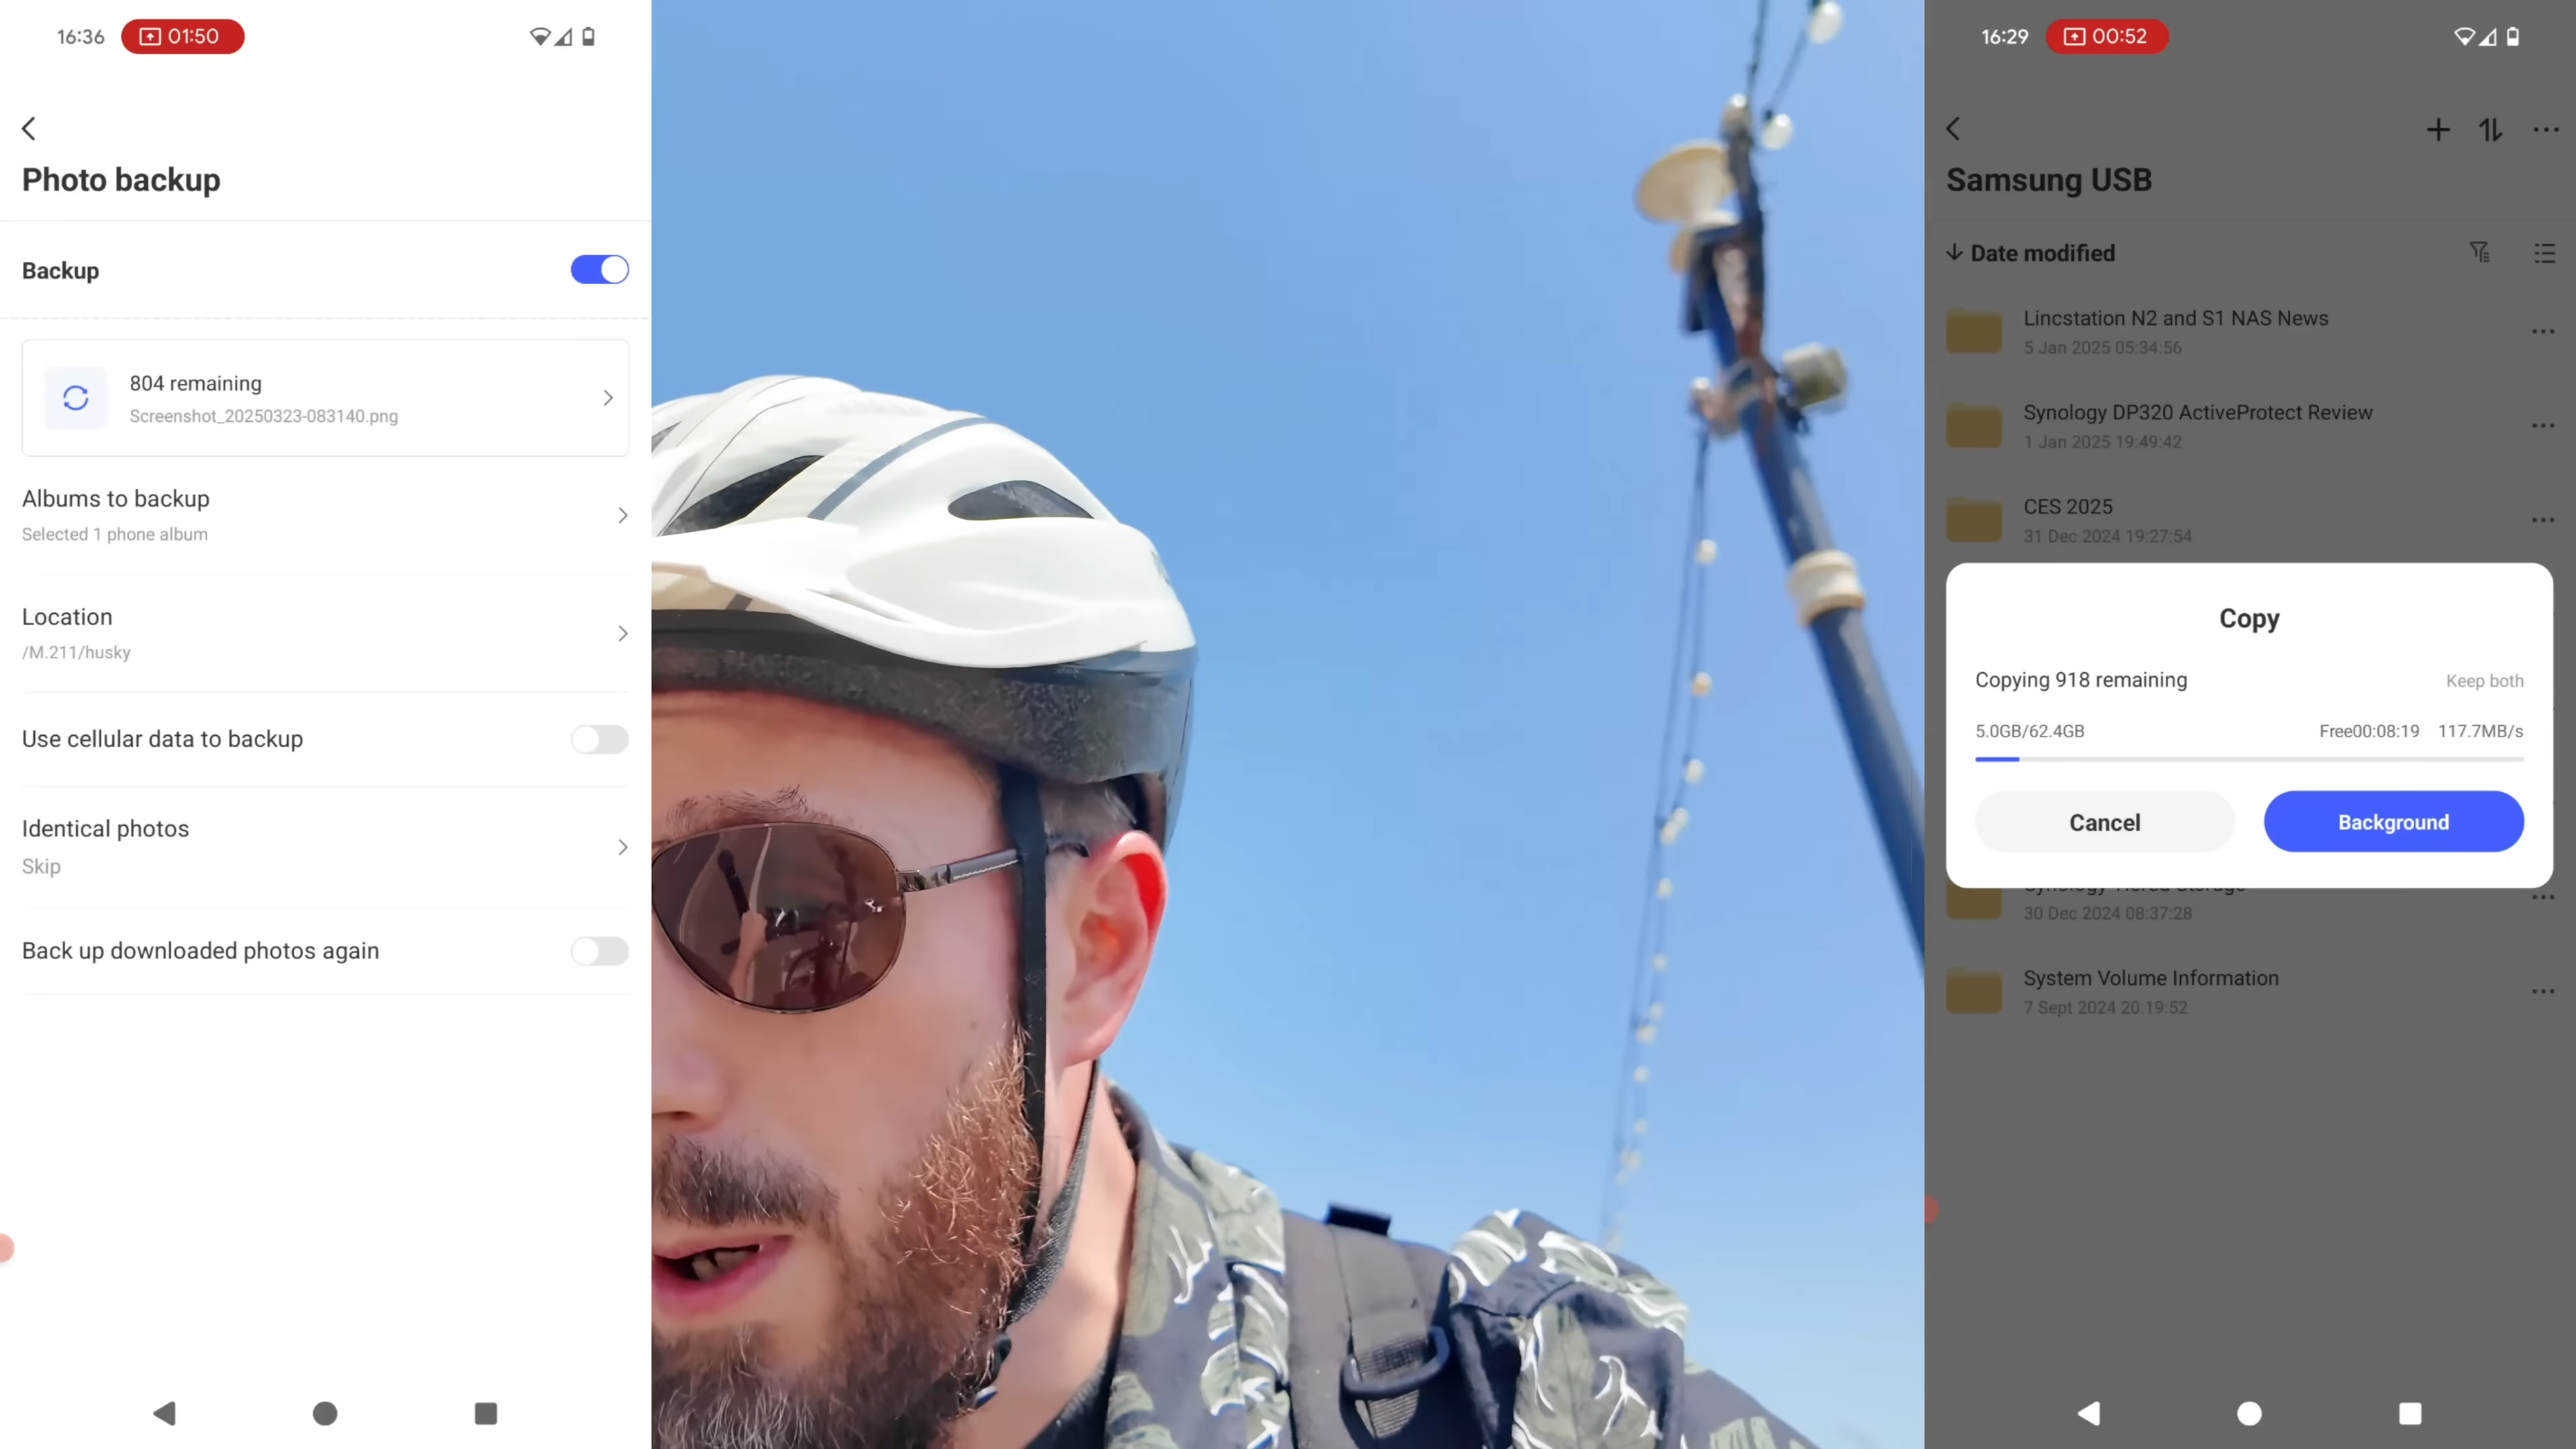 16:36
01:50
Photo backup
Backup
804 remaining
Screenshot_20250323-083140.png
Albums to backup
Selected 1 phone album
Location
/M.211/husky
Use cellular data to backup
Identical photos
Skip
Back up downloaded photos again
16:29
00:52
Samsung USB
Date modified
Lincstation N2 and S1 NAS News
5 Jan 2025 05:34:56
Synology DP320 ActiveProtect Review
1 Jan 2025 19:49:42
CES 2025
31 Dec 2024 19:27:54
Copy
Copying 918 remaining
Keep both
5.0GB/62.4GB
Free00:08:19
117.7MB/s
Cancel
Background
Synology Tiered Storage
30 Dec 2024 08:37:28
System Volume Information
7 Sept 2024 20:19:52